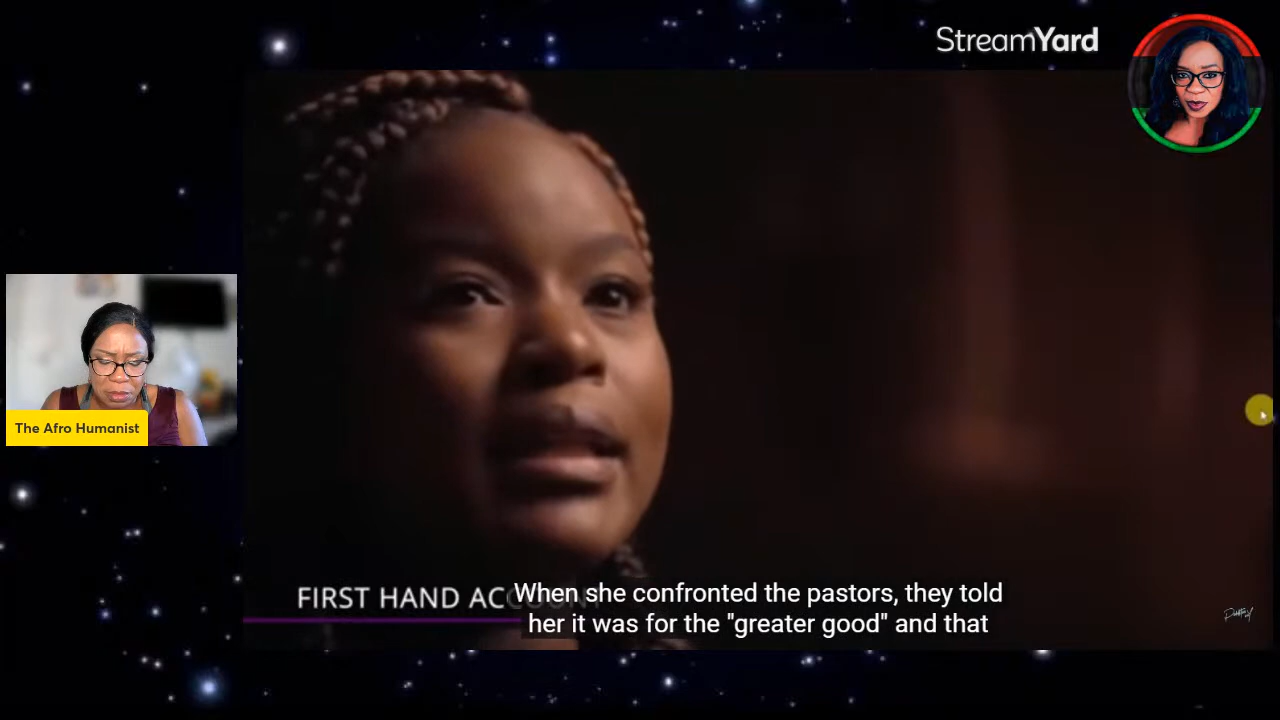 StreamYard
The Afro Humanist
FIRST HAND ACCOUNT
When she confronted the pastors, they told
her it was for the "greater good" and that